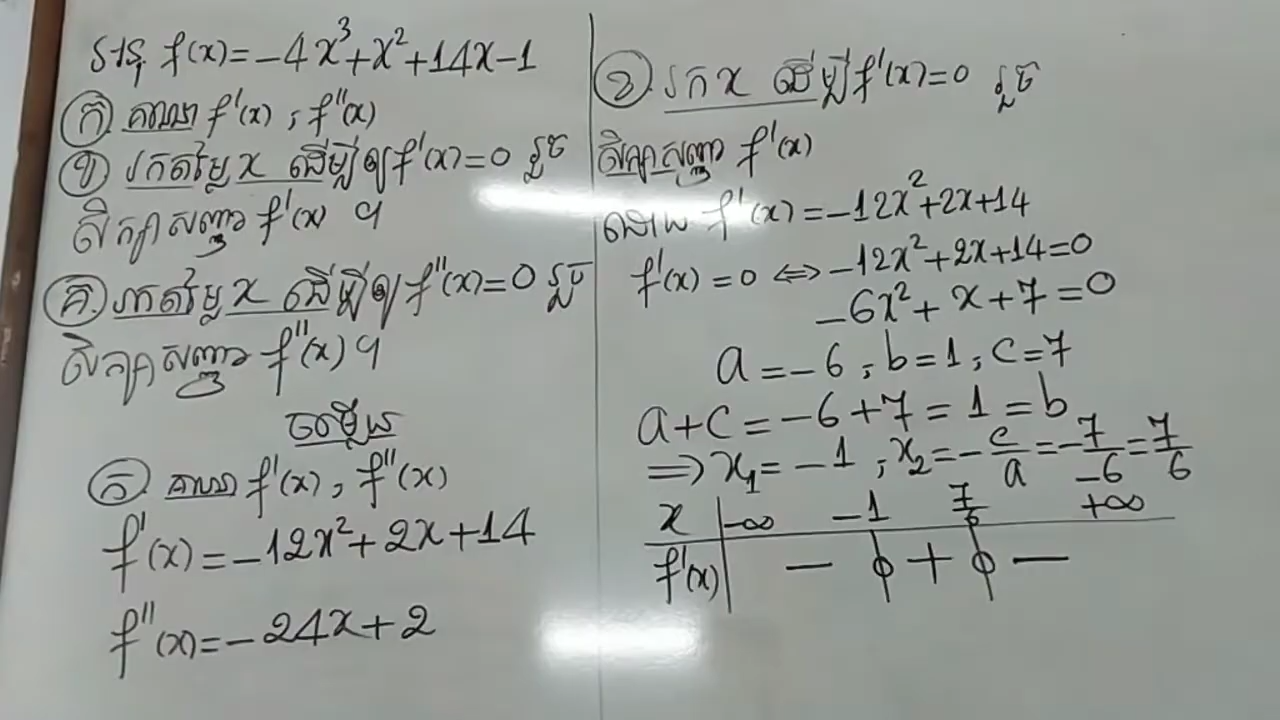 f(x)=-4x³+x²+14x-1
ក គណនា f'(x) ; f''(x)
ខ រកតម្លៃ x ដើម្បីឲ្យ f'(x)=0 រួច
សិក្សាសញ្ញា f'(x) ។
គ. រកតម្លៃ x ដើម្បីឲ្យ f''(x)=0 រួច
សិក្សាសញ្ញា f''(x) ។
ចម្លើយ
ក គណនា f'(x), f''(x)
f'(x)=-12x²+2x+14
f''(x)=-24x+2
ខ. រក x ដើម្បី f'(x)=0 រួច
សិក្សាសញ្ញា f'(x)
ដោយ f'(x)=-12x²+2x+14
f'(x)=0 ⟺ -12x²+2x+14=0
-6x²+x+7=0
a=-6, b=1, c=7
a+c=-6+7=1=b
⟹ x₁=-1, x₂=-c/a=-7/-6=7/6
x | -∞ -1 7/6 +∞
f'(x) | - 0 + 0 -